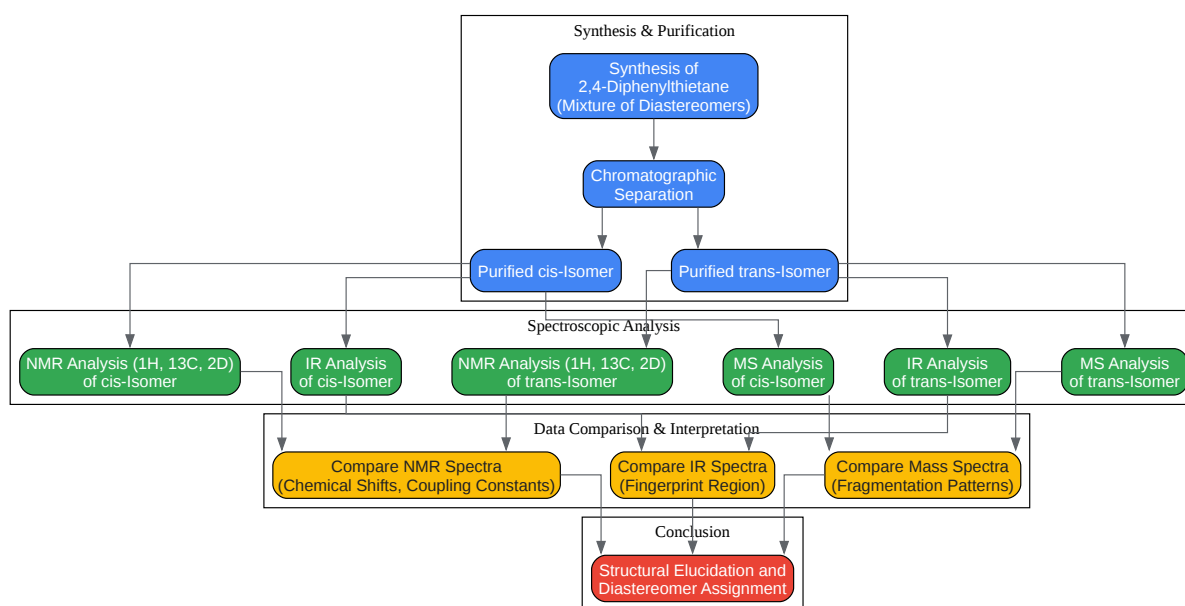 Synthesis & Purification
Synthesis of
2,4-Diphenylthietane
(Mixture of Diastereomers)
Chromatographic
Separation
Purified cis-Isomer
Purified trans-Isomer
Spectroscopic Analysis
NMR Analysis (1H, 13C, 2D)
of cis-Isomer
IR Analysis
of cis-Isomer
NMR Analysis (1H, 13C, 2D)
of trans-Isomer
MS Analysis
of cis-Isomer
IR Analysis
of trans-Isomer
MS Analysis
of trans-Isomer
Data Comparison & Interpretation
Compare NMR Spectra
(Chemical Shifts, Coupling Constants)
Compare IR Spectra
(Fingerprint Region)
Compare Mass Spectra
(Fragmentation Patterns)
Conclusion
Structural Elucidation and
Diastereomer Assignment